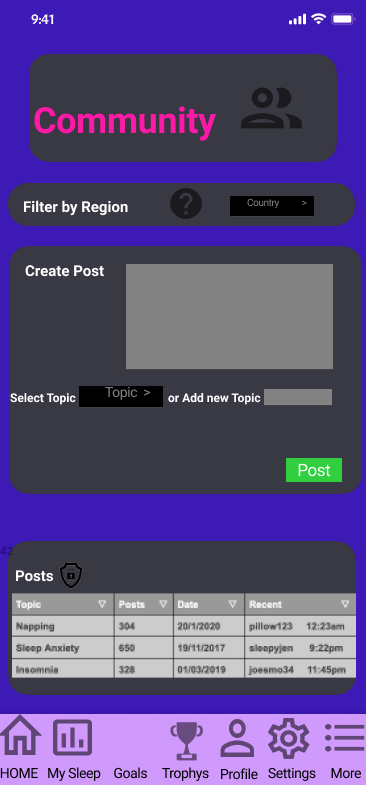 9:41
Community
Filter by Region
Country >
Create Post
Select Topic Topic > or Add new Topic
Post
42
Posts
Topic Posts Date Recent
Napping 304 20/1/2020 pillow123 12:23am
Sleep Anxiety 650 19/11/2017 sleepyjen 9:22pm
Insomnia 328 01/03/2019 joesmo34 11:45pm
HOME My Sleep Goals Trophys Profile Settings More